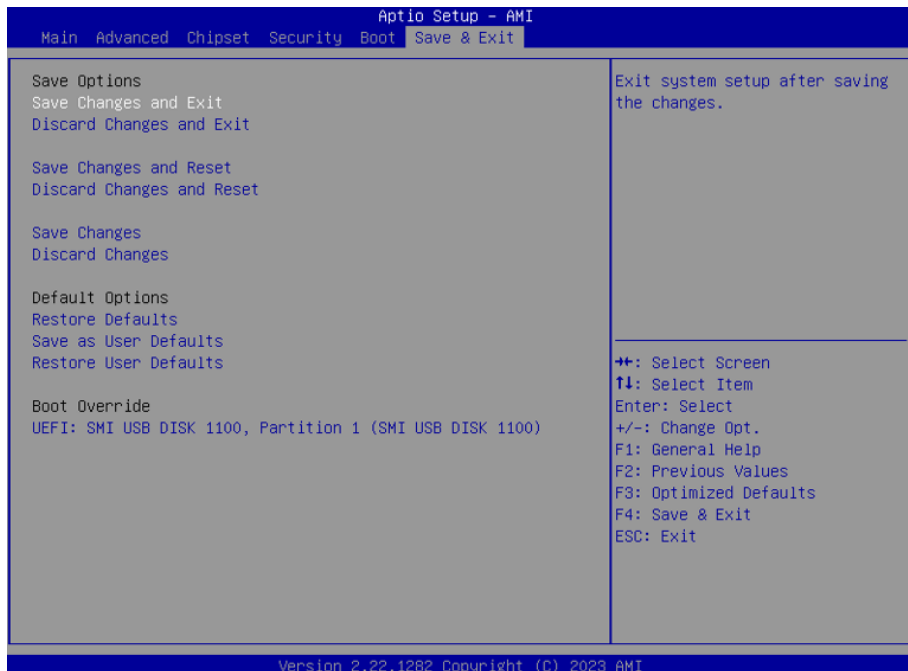 Aptio Setup – AMI
Main Advanced Chipset Security Boot Save & Exit
Save Options
Save Changes and Exit
Discard Changes and Exit
Save Changes and Reset
Discard Changes and Reset
Save Changes
Discard Changes
Default Options
Restore Defaults
Save as User Defaults
Restore User Defaults
Boot Override
UEFI: SMI USB DISK 1100, Partition 1 (SMI USB DISK 1100)
Exit system setup after saving
the changes.
→←: Select Screen
↑↓: Select Item
Enter: Select
+/-: Change Opt.
F1: General Help
F2: Previous Values
F3: Optimized Defaults
F4: Save & Exit
ESC: Exit
Version 2.22.1282 Copyright (C) 2023 AMI